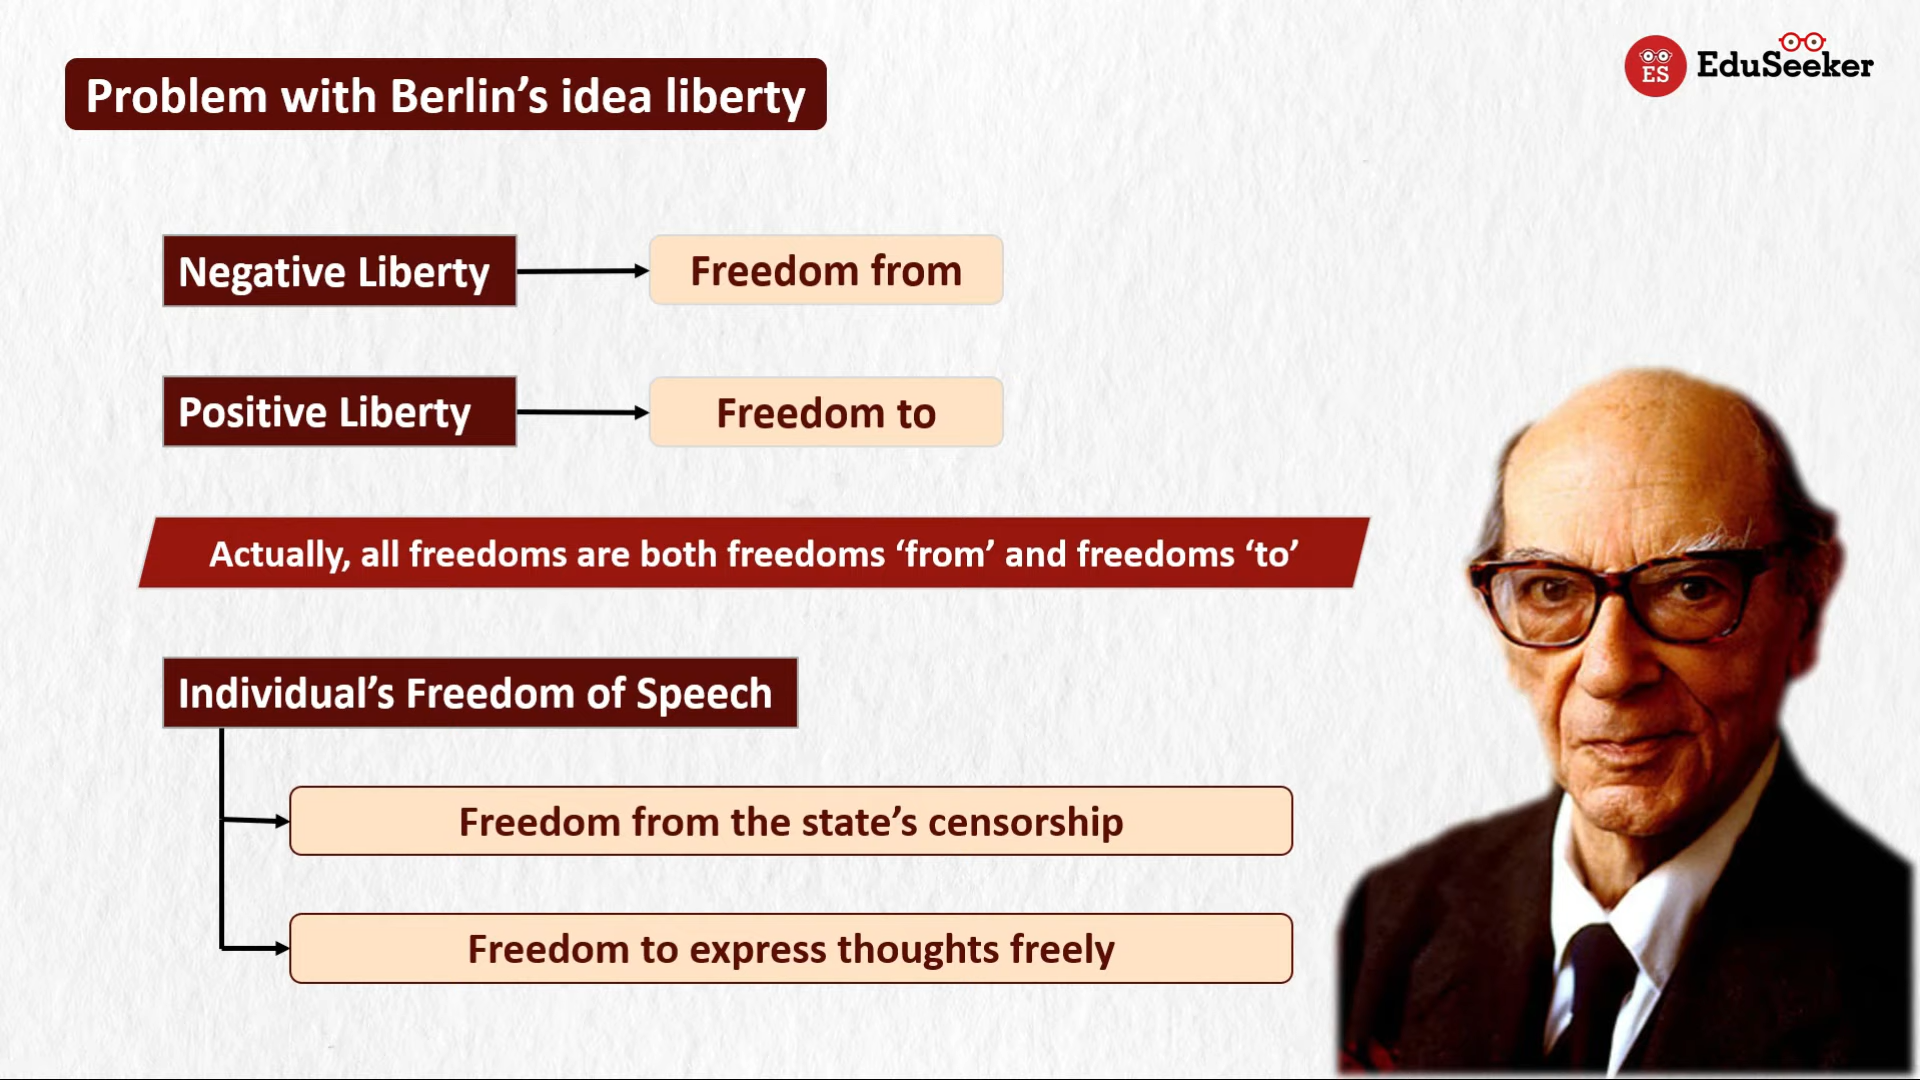 Problem with Berlin’s idea liberty
ES
EduSeeker
Negative Liberty
Freedom from
Positive Liberty
Freedom to
Actually, all freedoms are both freedoms ‘from’ and freedoms ‘to’
Individual’s Freedom of Speech
Freedom from the state’s censorship
Freedom to express thoughts freely